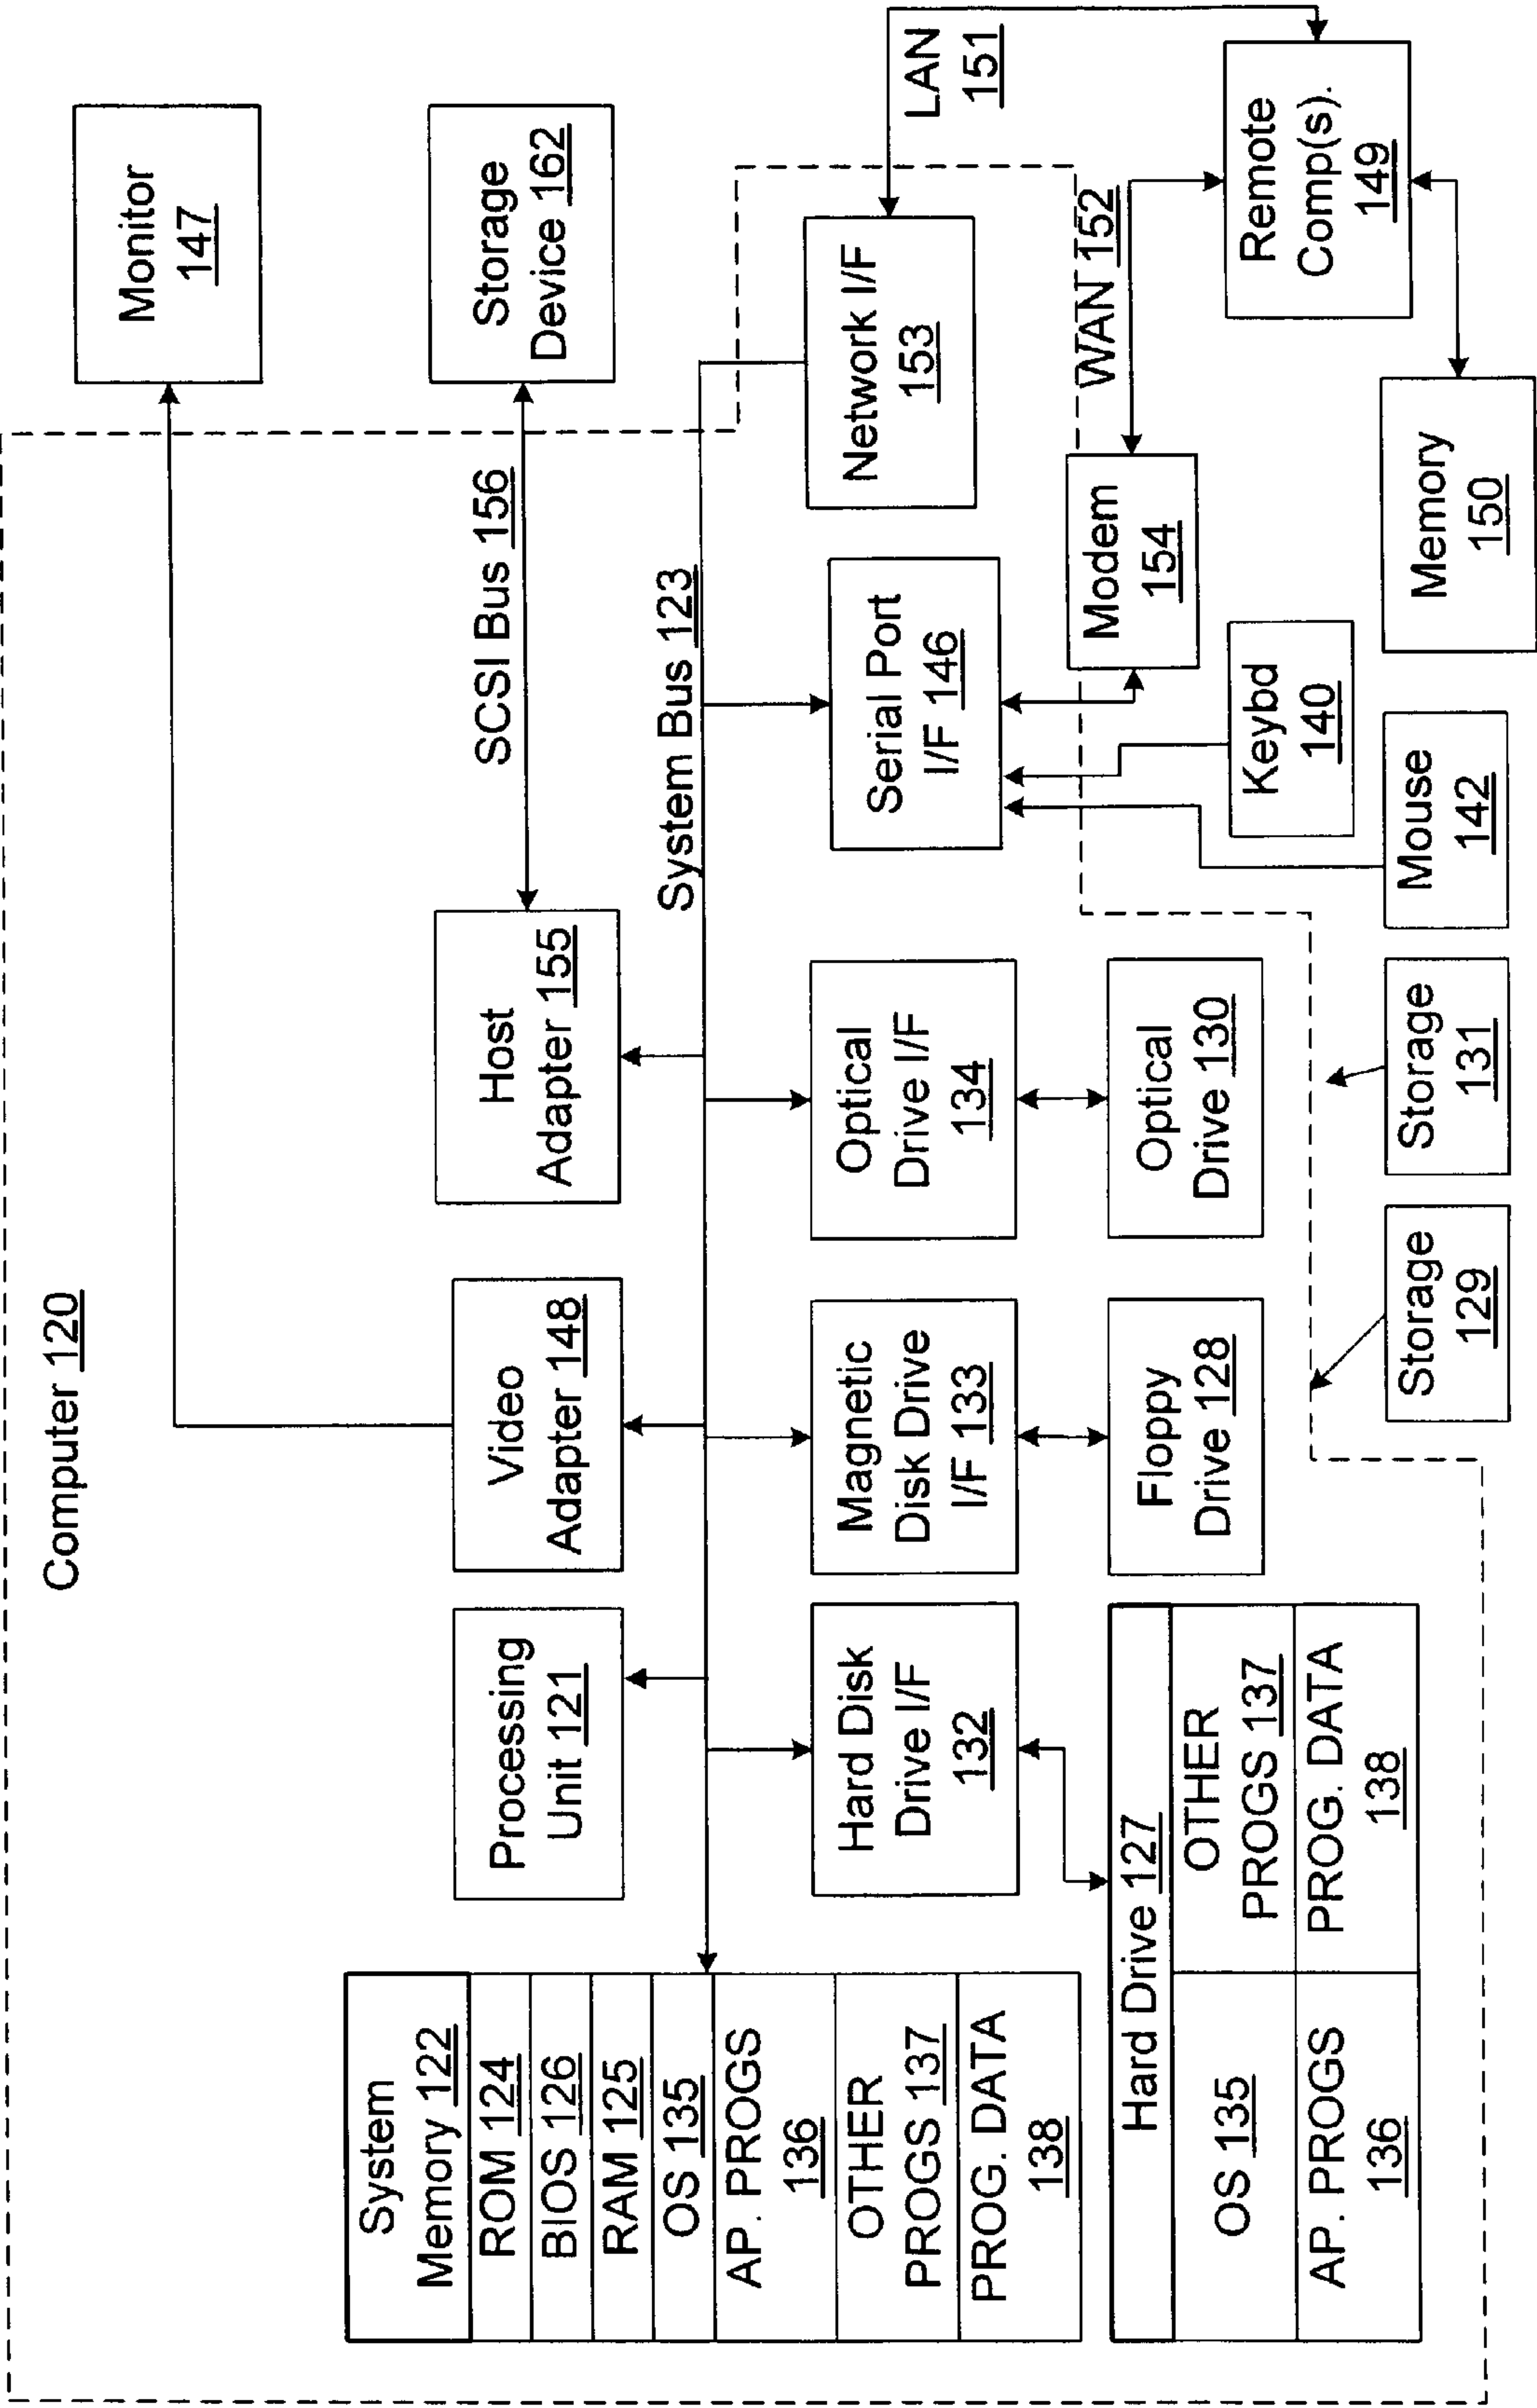 Computer 120
Monitor
147
System
Memory 122
ROM 124
BIOS 126
RAM 125
OS 135
AP. PROGS
136
OTHER
PROGS 137
PROG. DATA
138
Processing
Unit 121
Video
Adapter 148
Host
Adapter 155
SCSI Bus 156
Storage
Device 162
System Bus 123
Hard Disk
Drive I/F
132
Magnetic
Disk Drive
I/F 133
Optical
Drive I/F
134
Serial Port
I/F 146
Network I/F
153
LAN
151
Hard Drive 127
OS 135
OTHER
PROGS 137
AP. PROGS
136
PROG. DATA
138
Floppy
Drive 128
Optical
Drive 130
Modem
154
WAN 152
Remote
Comp(s).
149
Storage
129
Storage
131
Mouse
142
Keybd
140
Memory
150